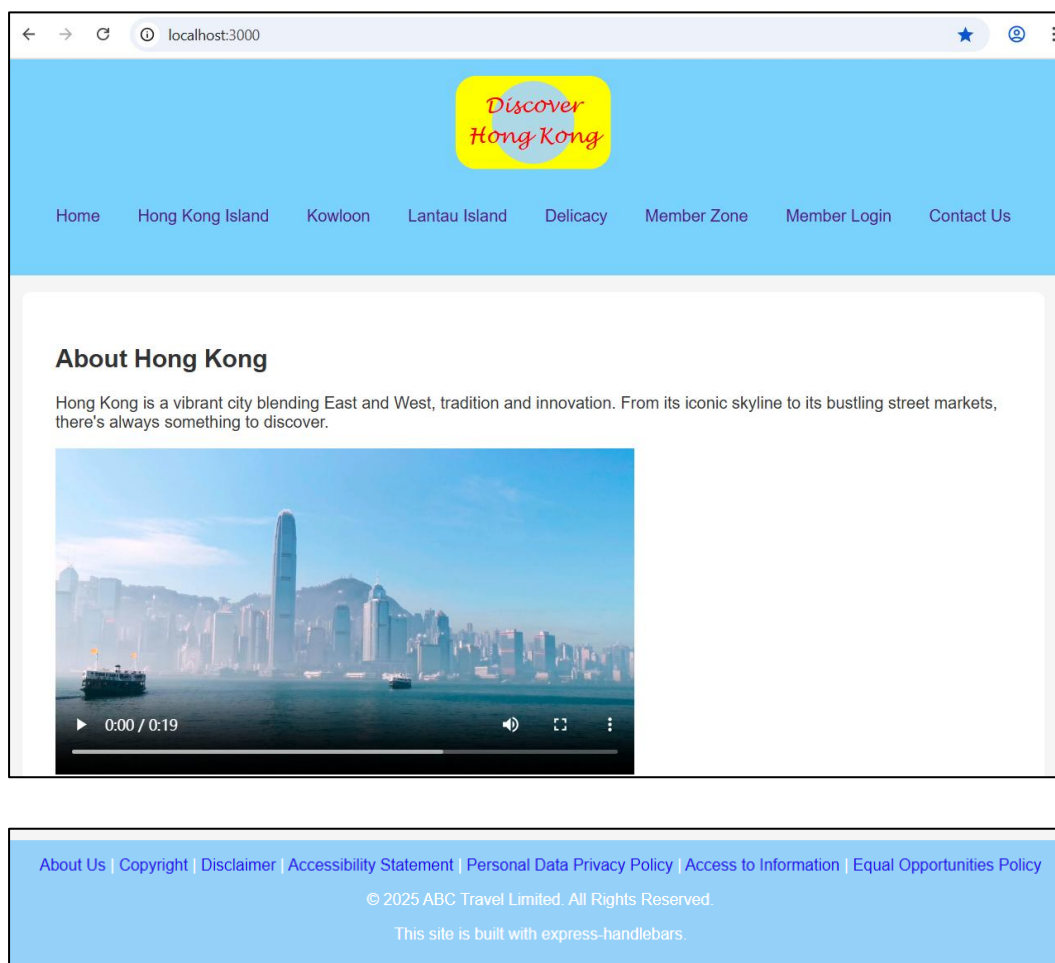 localhost:3000
Discover
Hong Kong
Home Hong Kong Island Kowloon Lantau Island Delicacy Member Zone Member Login Contact Us
About Hong Kong
Hong Kong is a vibrant city blending East and West, tradition and innovation. From its iconic skyline to its bustling street markets,
there's always something to discover.
0:00 / 0:19
About Us | Copyright | Disclaimer | Accessibility Statement | Personal Data Privacy Policy | Access to Information | Equal Opportunities Policy
© 2025 ABC Travel Limited. All Rights Reserved.
This site is built with express-handlebars.